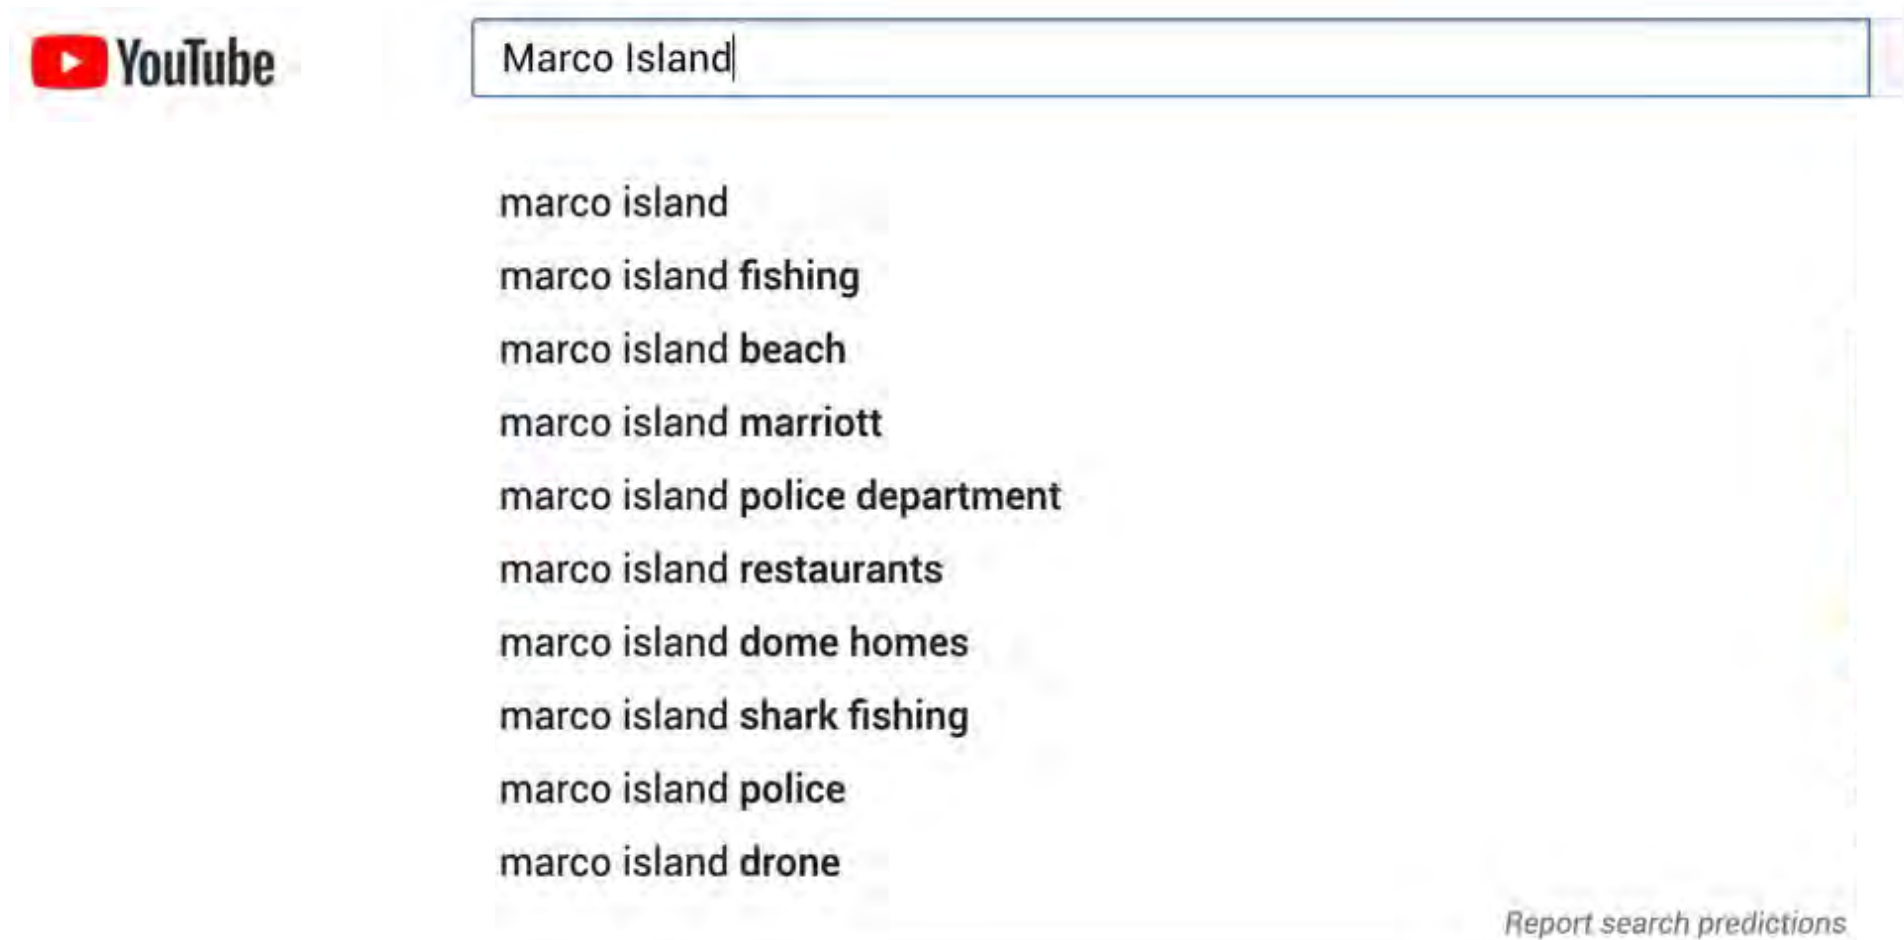 YouTube
Marco Island
marco island
marco island fishing
marco island beach
marco island marriott
marco island police department
marco island restaurants
marco island dome homes
marco island shark fishing
marco island police
marco island drone
Report search predictions